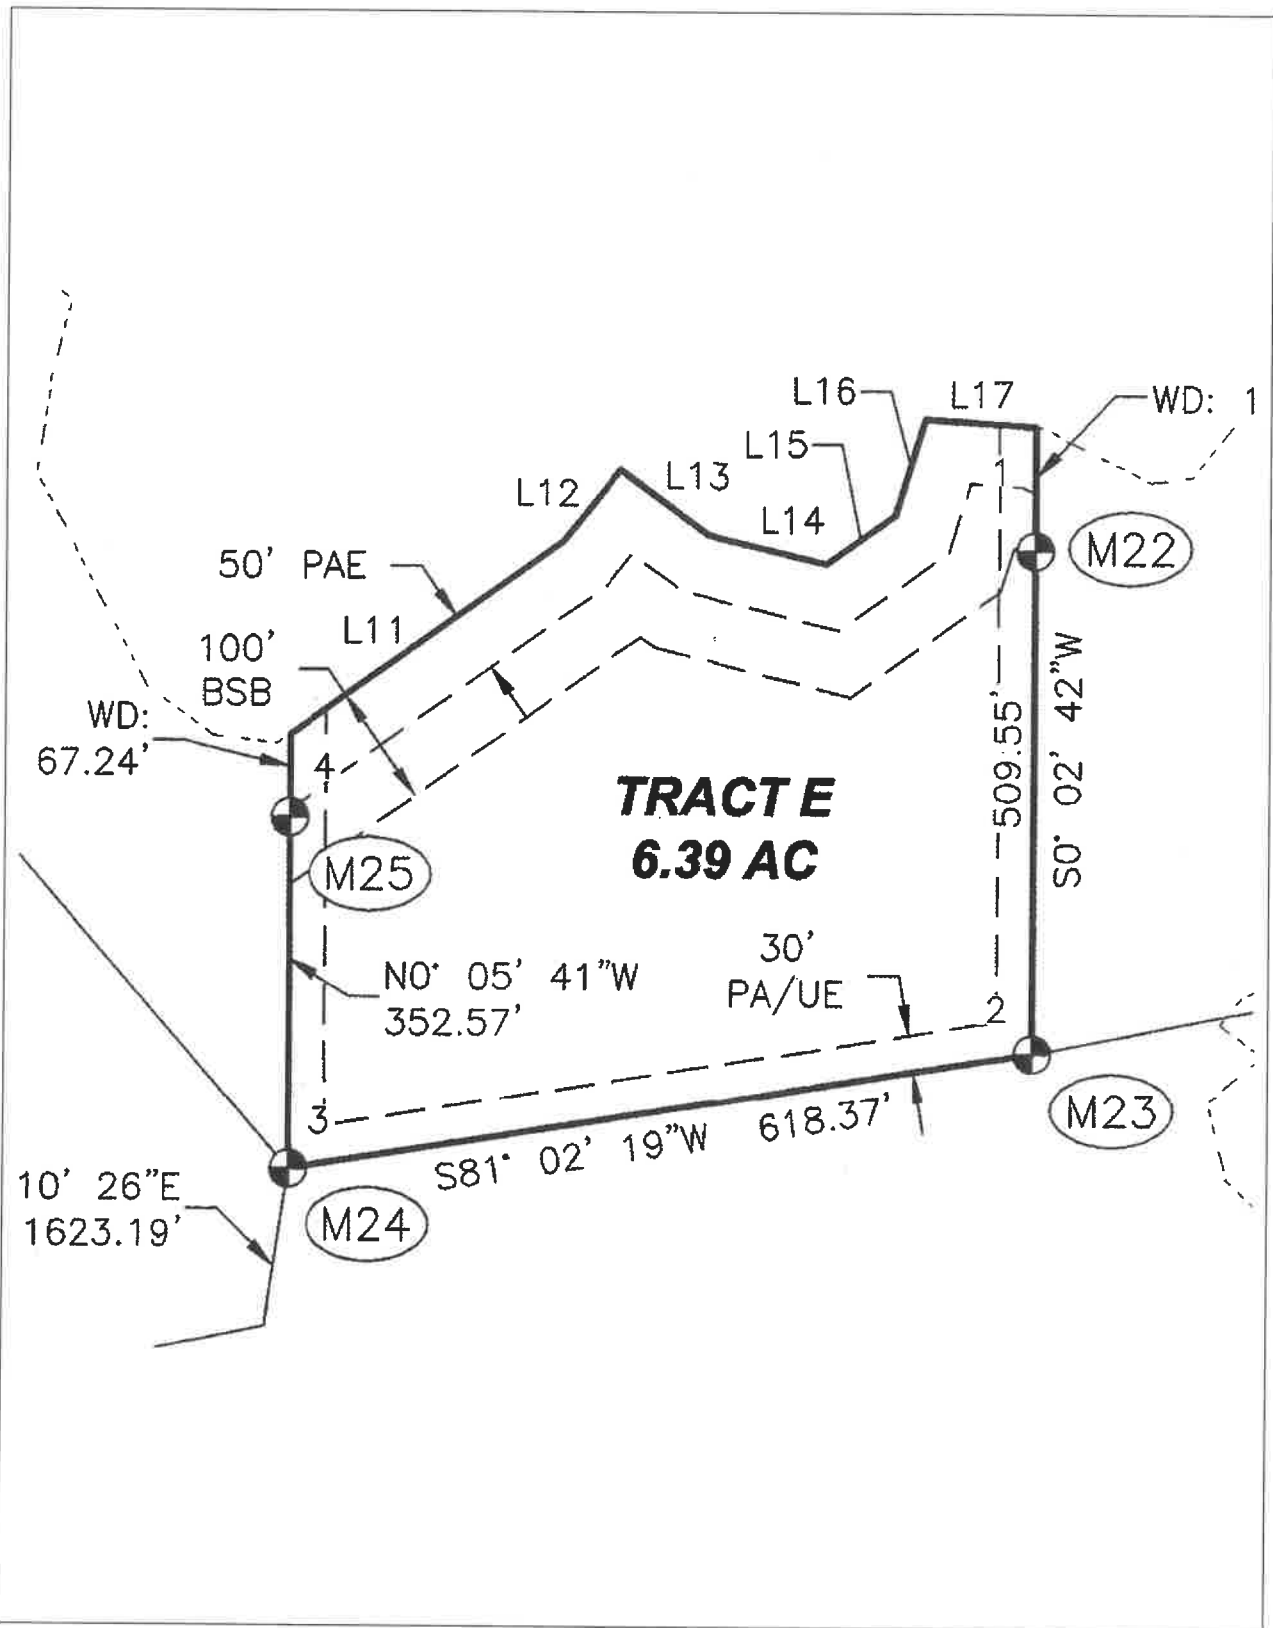 L16
L17
WD: 1
L15
L12
L13
1
L14
M22
50' PAE
L11
100'
BSB
WD:
67.24'
4
TRACT E
6.39 AC
509.55'
S0° 02' 42"W
M25
30'
PA/UE
N0° 05' 41"W
352.57'
2
3
M23
S81° 02' 19"W 618.37'
10' 26"E
1623.19'
M24